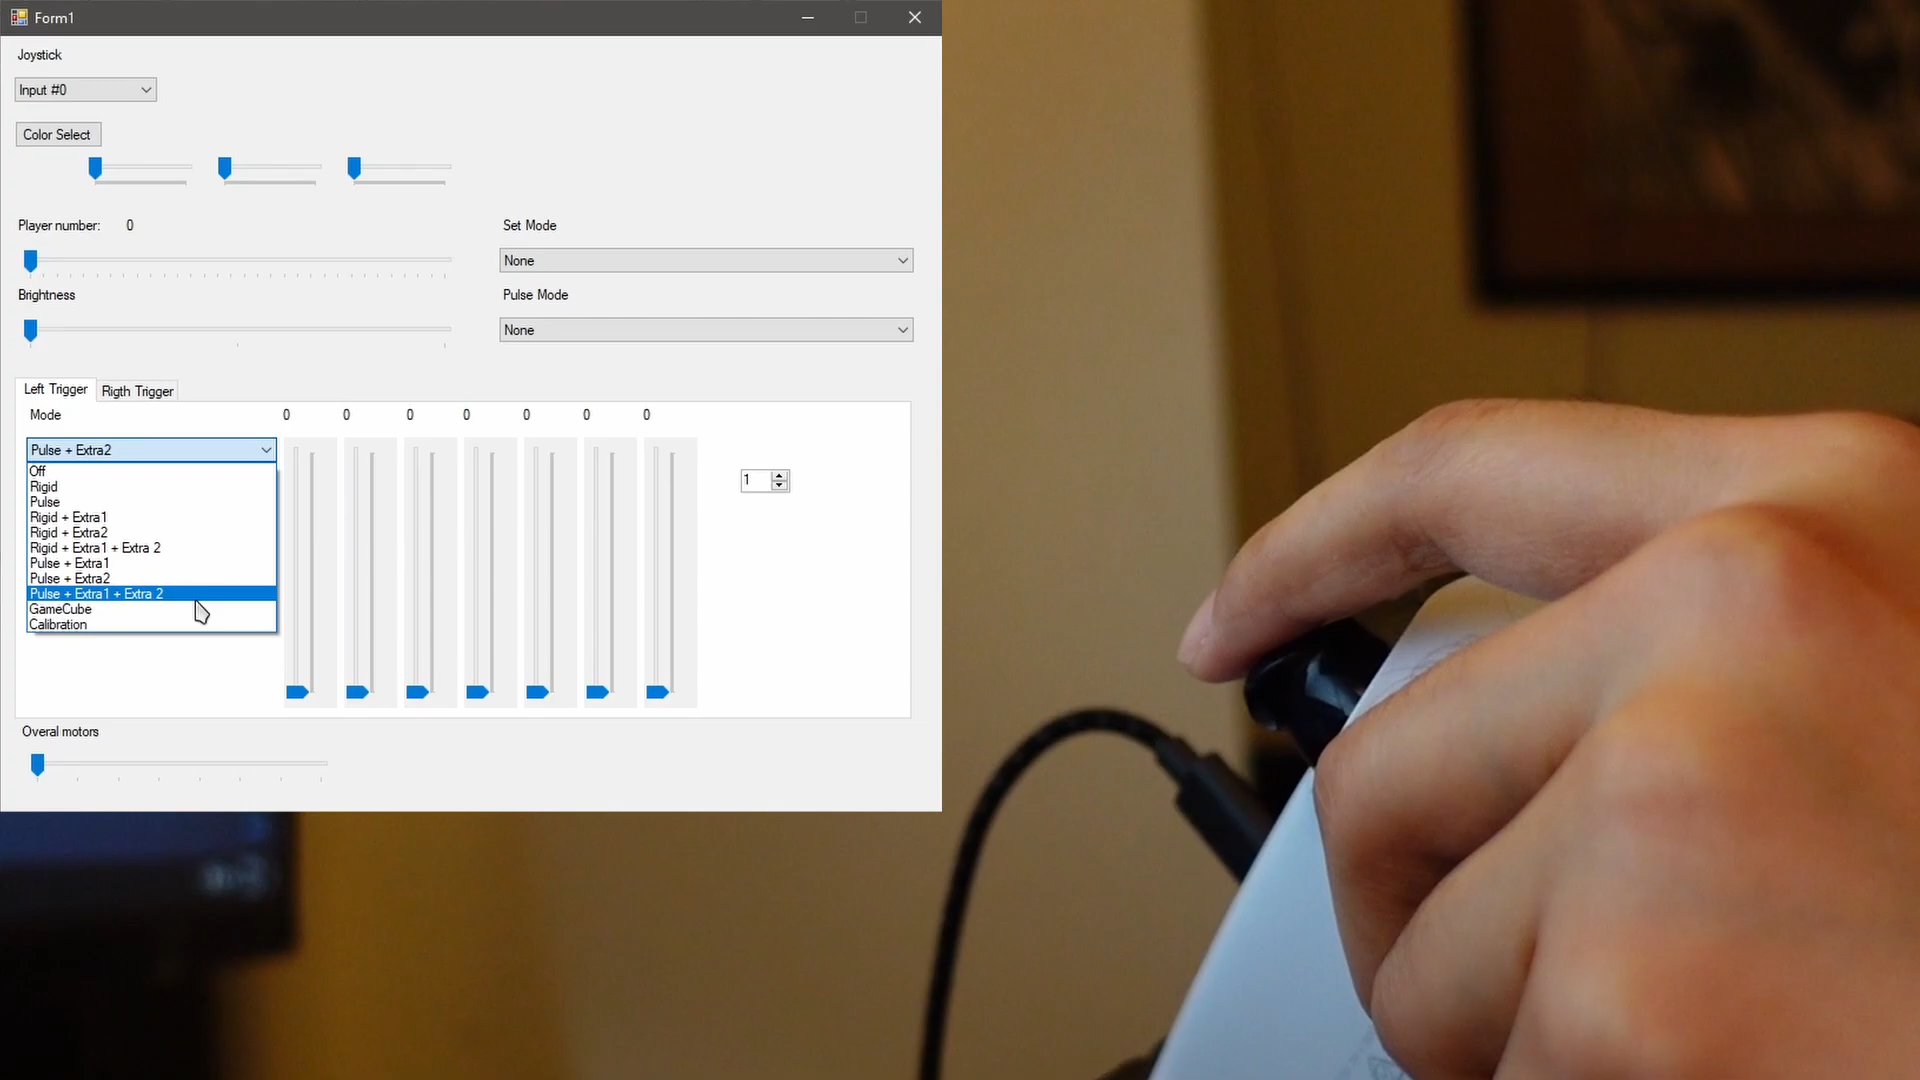 Form1
Joystick
Input #0
Color Select
Player number: 0
Set Mode
None
Brightness
Pulse Mode
None
Left Trigger
Rigth Trigger
Mode
0 0 0 0 0 0 0
Pulse + Extra2
1
Off
Rigid
Pulse
Rigid + Extra1
Rigid + Extra2
Rigid + Extra1 + Extra 2
Pulse + Extra1
Pulse + Extra2
Pulse + Extra1 + Extra 2
GameCube
Calibration
Overal motors